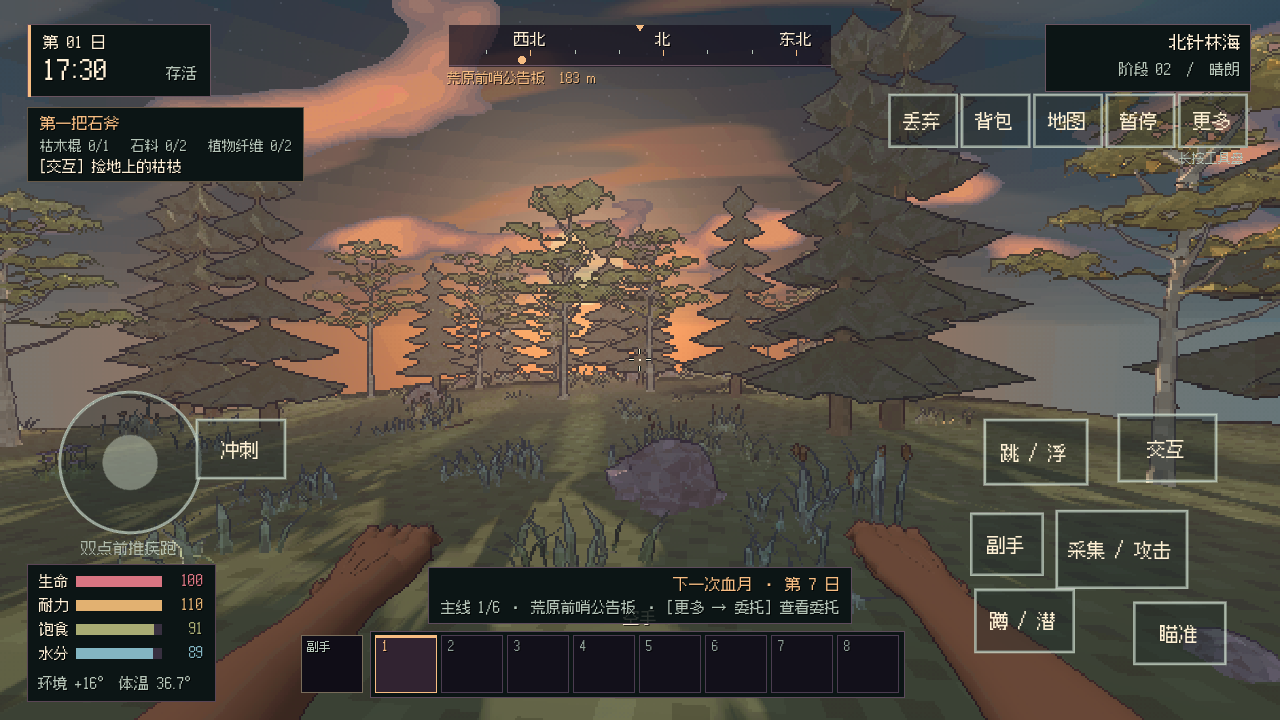 第 01 日
17:30 存活
第一把石斧
枯木棍 0/1 石料 0/2 植物纤维 0/2
[交互] 捡地上的枯枝
西北 北 东北
荒原前哨公告板 183 m
北针林海
阶段 02 / 晴朗
丢弃 背包 地图 暂停 更多
长按工具套
冲刺
双点前推疾跑
跳 / 浮 交互
副手 采集 / 攻击
蹲 / 潜 瞄准
生命 100
耐力 110
饱食 91
水分 89
环境 +16° 体温 36.7°
下一次血月 · 第 7 日
主线 1/6 · 荒原前哨公告板 · [更多 → 委托] 查看委托
空手
副手 1 2 3 4 5 6 7 8